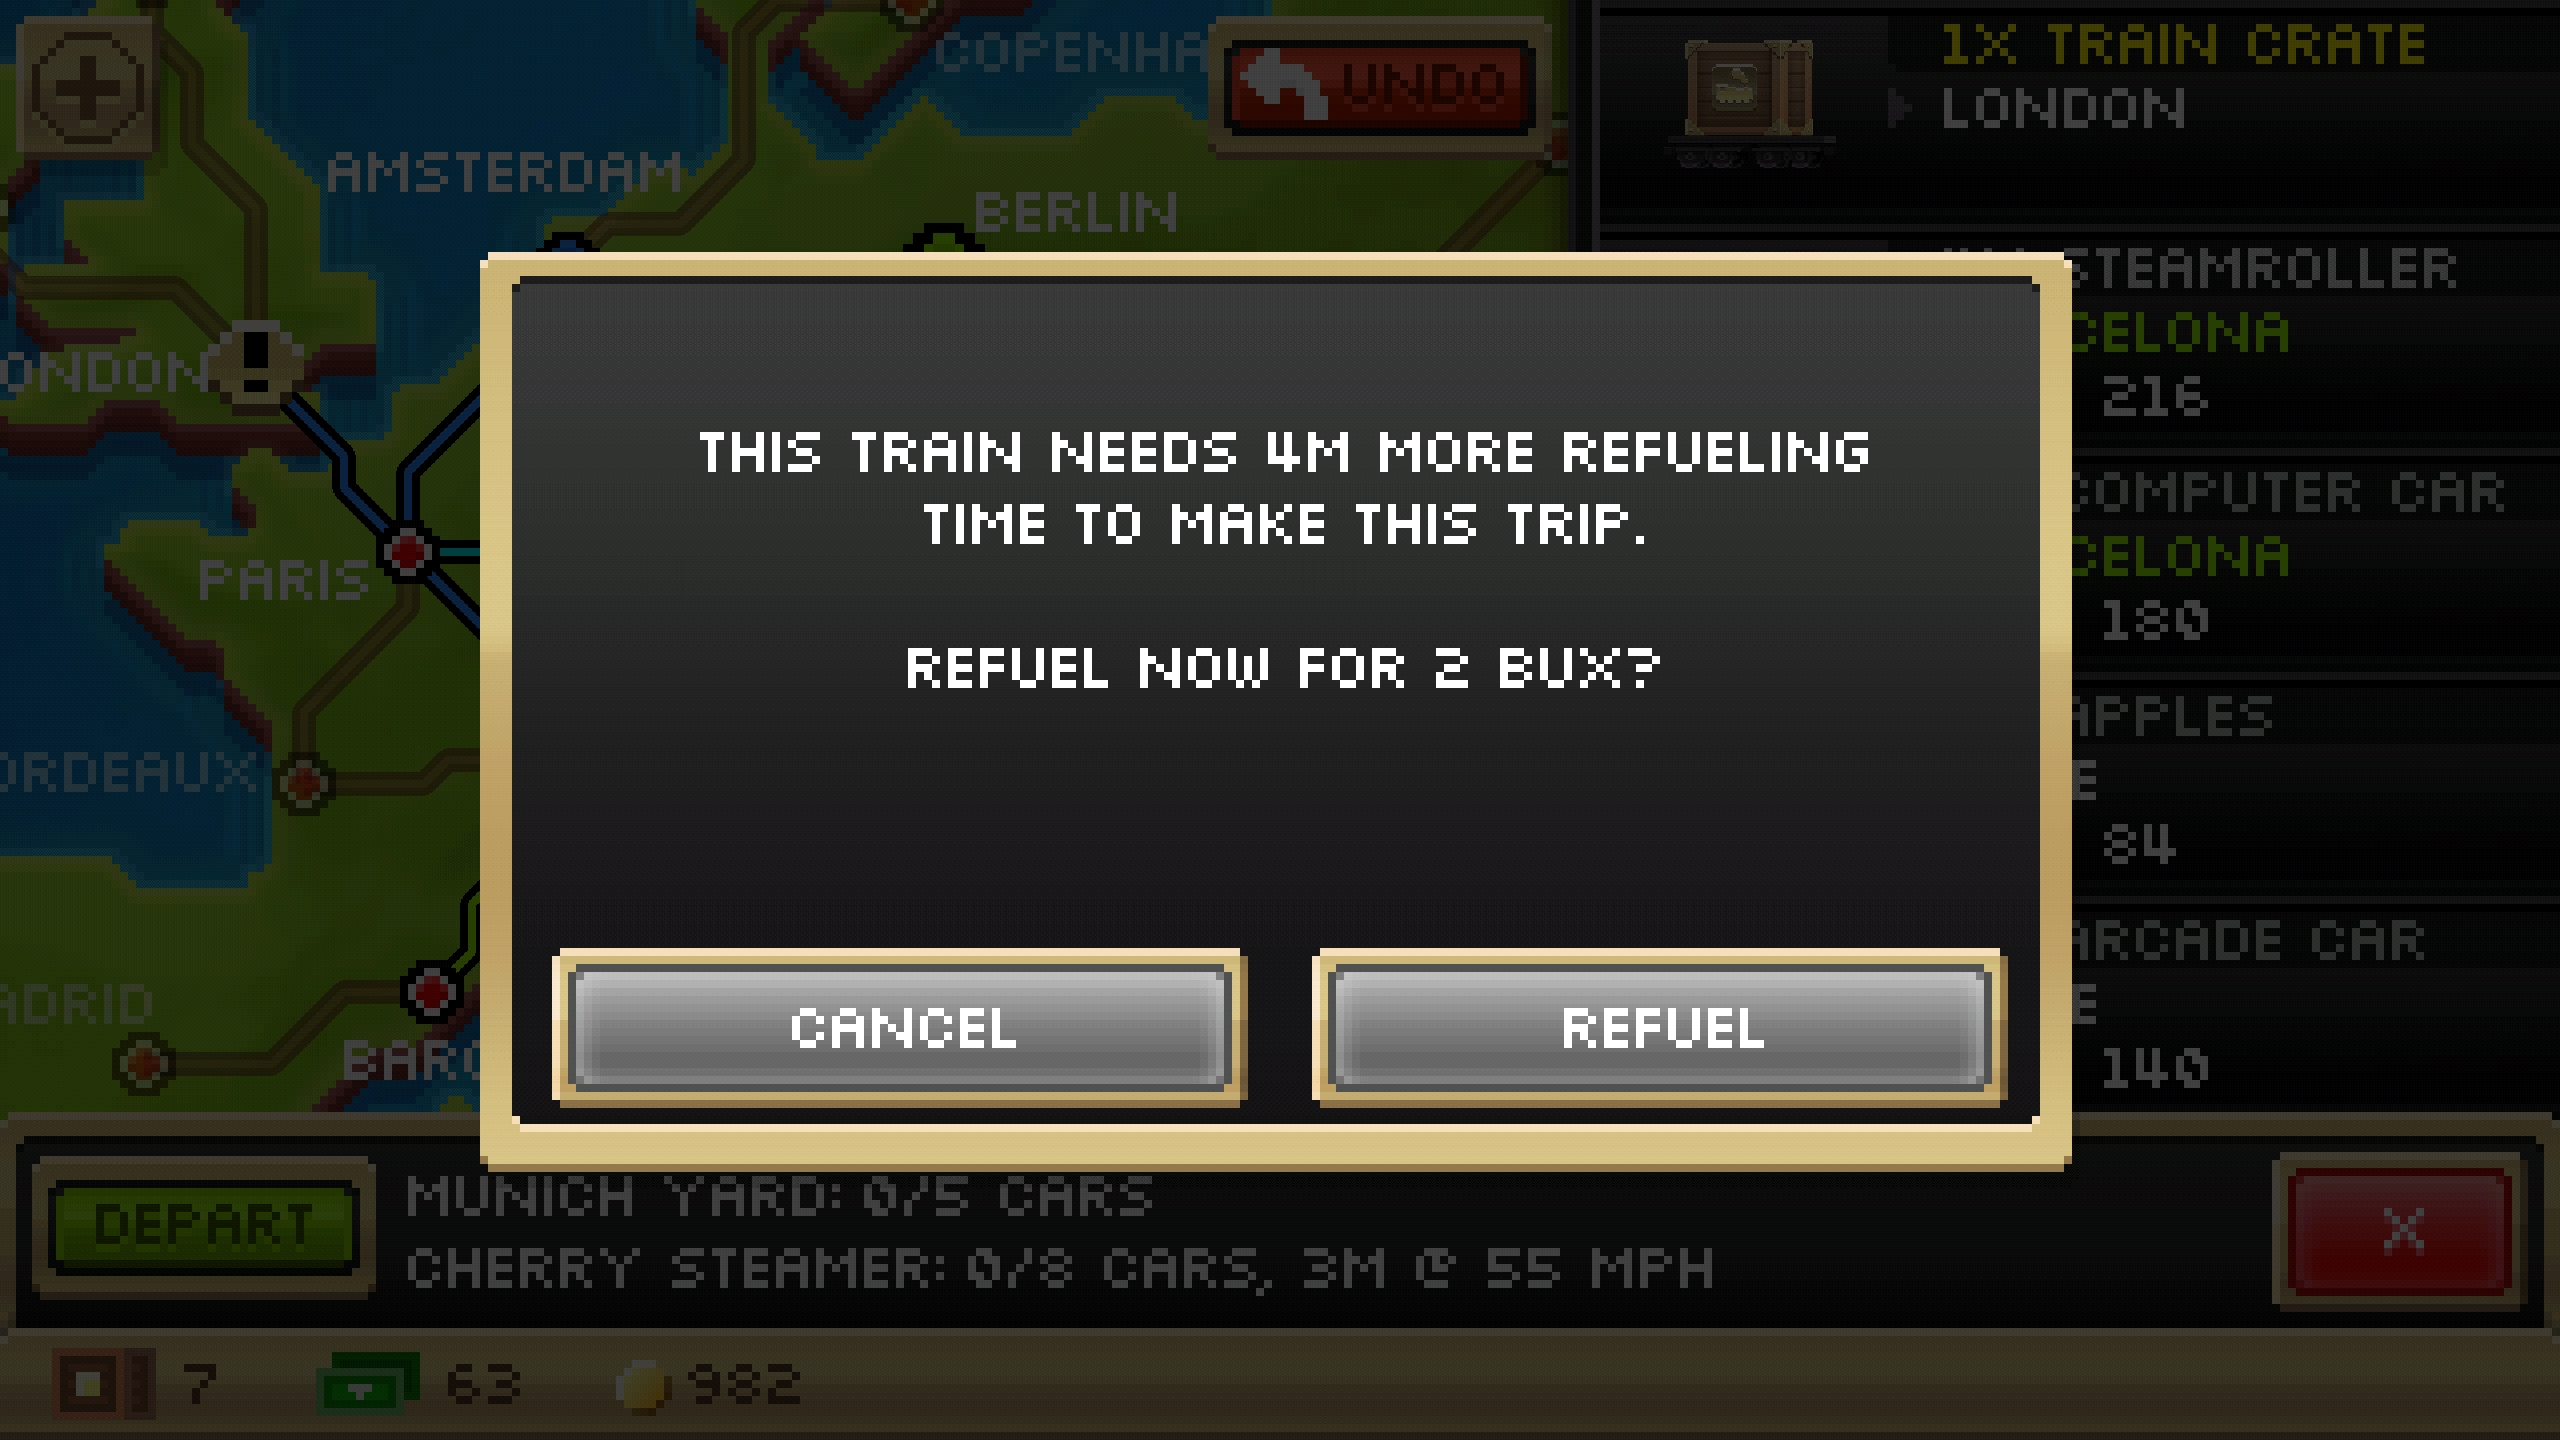 COPENHA
UNDO
1X TRAIN CRATE
LONDON
AMSTERDAM
BERLIN
STEAMROLLER
CELONA
216
ONDON
THIS TRAIN NEEDS 4M MORE REFUELING
TIME TO MAKE THIS TRIP.
REFUEL NOW FOR 2 BUX?
COMPUTER CAR
CELONA
180
PARIS
APPLES
E
84
ORDEAUX
ARCADE CAR
E
140
ADRID
BARC
CANCEL
REFUEL
DEPART
MUNICH YARD: 0/5 CARS
CHERRY STEAMER: 0/8 CARS, 3M @ 55 MPH
X
7
63
982